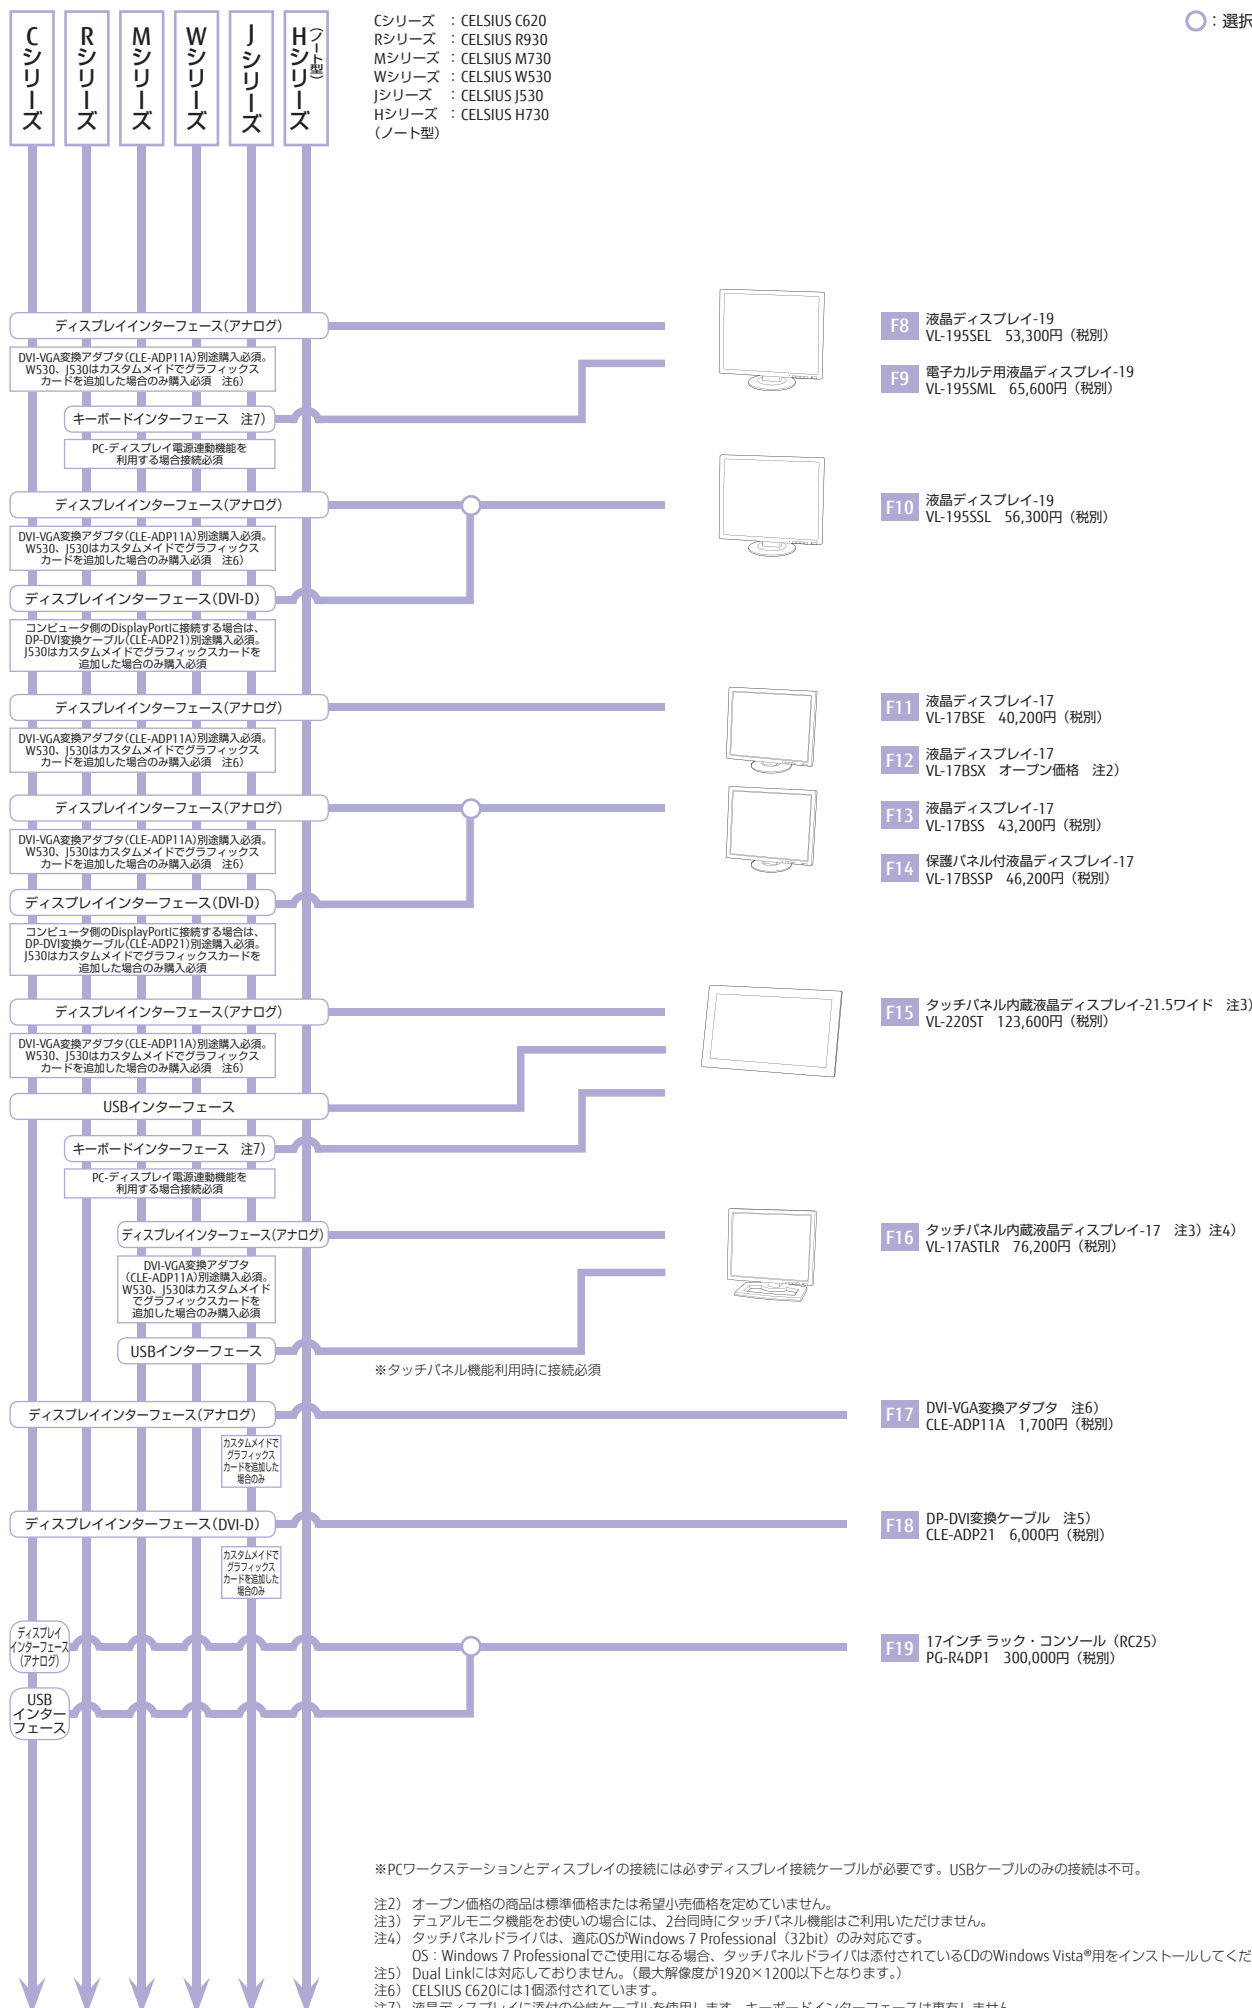 Cシリーズ
Rシリーズ
Mシリーズ
Wシリーズ
Jシリーズ
Hシリーズ
(ノート型)
Cシリーズ ：CELSIUS C620
Rシリーズ ：CELSIUS R930
Mシリーズ ：CELSIUS M730
Wシリーズ ：CELSIUS W530
Jシリーズ ：CELSIUS J530
Hシリーズ ：CELSIUS H730
（ノート型）
：選択
ディスプレイインターフェース(アナログ)
DVI-VGA変換アダプタ(CLE-ADP11A)別途購入必須。
W530、J530はカスタムメイドでグラフィックス
カードを追加した場合のみ購入必須 注6)
キーボードインターフェース 注7)
PC-ディスプレイ電源連動機能を
利用する場合接続必須
F8 液晶ディスプレイ-19
VL-195SEL 53,300円（税別）
F9 電子カルテ用液晶ディスプレイ-19
VL-195SML 65,600円（税別）
ディスプレイインターフェース(アナログ)
DVI-VGA変換アダプタ(CLE-ADP11A)別途購入必須。
W530、J530はカスタムメイドでグラフィックス
カードを追加した場合のみ購入必須 注6)
ディスプレイインターフェース(DVI-D)
コンピュータ側のDisplayPortに接続する場合は、
DP-DVI変換ケーブル(CLE-ADP21)別途購入必須。
J530はカスタムメイドでグラフィックスカードを
追加した場合のみ購入必須
F10 液晶ディスプレイ-19
VL-195SSL 56,300円（税別）
ディスプレイインターフェース(アナログ)
DVI-VGA変換アダプタ(CLE-ADP11A)別途購入必須。
W530、J530はカスタムメイドでグラフィックス
カードを追加した場合のみ購入必須 注6)
F11 液晶ディスプレイ-17
VL-17BSE 40,200円（税別）
F12 液晶ディスプレイ-17
VL-17BSX オープン価格 注2）
ディスプレイインターフェース(アナログ)
DVI-VGA変換アダプタ(CLE-ADP11A)別途購入必須。
W530、J530はカスタムメイドでグラフィックス
カードを追加した場合のみ購入必須 注6)
ディスプレイインターフェース(DVI-D)
コンピュータ側のDisplayPortに接続する場合は、
DP-DVI変換ケーブル(CLE-ADP21)別途購入必須。
J530はカスタムメイドでグラフィックスカードを
追加した場合のみ購入必須
F13 液晶ディスプレイ-17
VL-17BSS 43,200円（税別）
F14 保護パネル付液晶ディスプレイ-17
VL-17BSSP 46,200円（税別）
ディスプレイインターフェース(アナログ)
DVI-VGA変換アダプタ(CLE-ADP11A)別途購入必須。
W530、J530はカスタムメイドでグラフィックス
カードを追加した場合のみ購入必須 注6)
USBインターフェース
キーボードインターフェース 注7)
PC-ディスプレイ電源連動機能を
利用する場合接続必須
F15 タッチパネル内蔵液晶ディスプレイ-21.5ワイド 注3）
VL-220ST 123,600円（税別）
ディスプレイインターフェース(アナログ)
DVI-VGA変換アダプタ
(CLE-ADP11A)別途購入必須。
W530、J530はカスタムメイド
でグラフィックスカードを
追加した場合のみ購入必須
USBインターフェース
※タッチパネル機能利用時に接続必須
F16 タッチパネル内蔵液晶ディスプレイ-17 注3）注4）
VL-17ASTLR 76,200円（税別）
ディスプレイインターフェース(アナログ)
カスタムメイドで
グラフィックス
カードを追加した
場合のみ
F17 DVI-VGA変換アダプタ 注6）
CLE-ADP11A 1,700円（税別）
ディスプレイインターフェース(DVI-D)
カスタムメイドで
グラフィックス
カードを追加した
場合のみ
F18 DP-DVI変換ケーブル 注5）
CLE-ADP21 6,000円（税別）
ディスプレイ
インターフェース
(アナログ)
USB
インター
フェース
F19 17インチ ラック・コンソール（RC25）
PG-R4DP1 300,000円（税別）
※PCワークステーションとディスプレイの接続には必ずディスプレイ接続ケーブルが必要です。USBケーブルのみの接続は不可。
注2） オープン価格の商品は標準価格または希望小売価格を定めていません。
注3） デュアルモニタ機能をお使いの場合には、2台同時にタッチパネル機能はご利用いただけません。
注4） タッチパネルドライバは、適応OSがWindows 7 Professional（32bit）のみ対応です。
OS：Windows 7 Professionalでご使用になる場合、タッチパネルドライバは添付されているCDのWindows Vista®用をインストールしてくだ
注5） Dual Linkには対応しておりません。（最大解像度が1920×1200以下となります。）
注6） CELSIUS C620には1個添付されています。
注7） 液晶ディスプレイに添付の分岐ケーブルを使用します。キーボードインターフェースは専有しません。